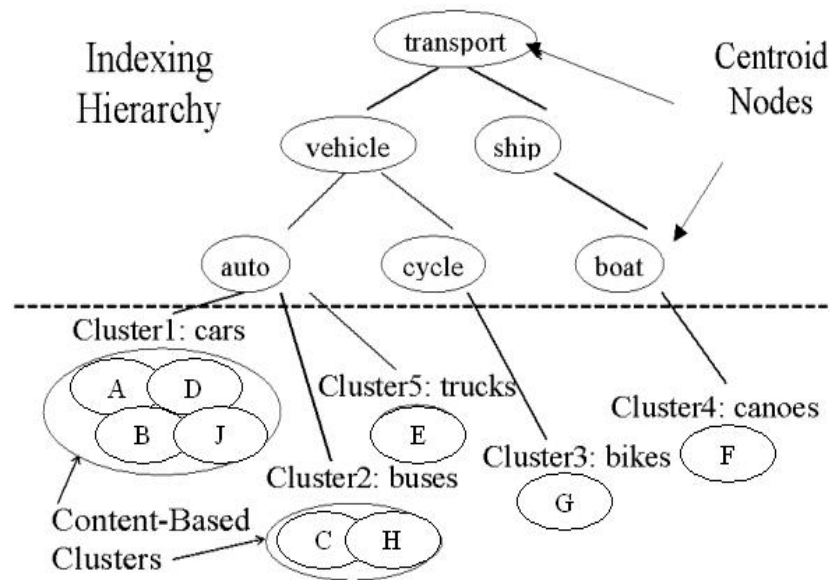 transport
Indexing
Hierarchy
Centroid
Nodes
vehicle
ship
auto
cycle
boat
Cluster1: cars
A
D
B
J
Cluster5: trucks
E
Cluster4: canoes
F
Cluster2: buses
Cluster3: bikes
G
Content-Based
Clusters
C
H